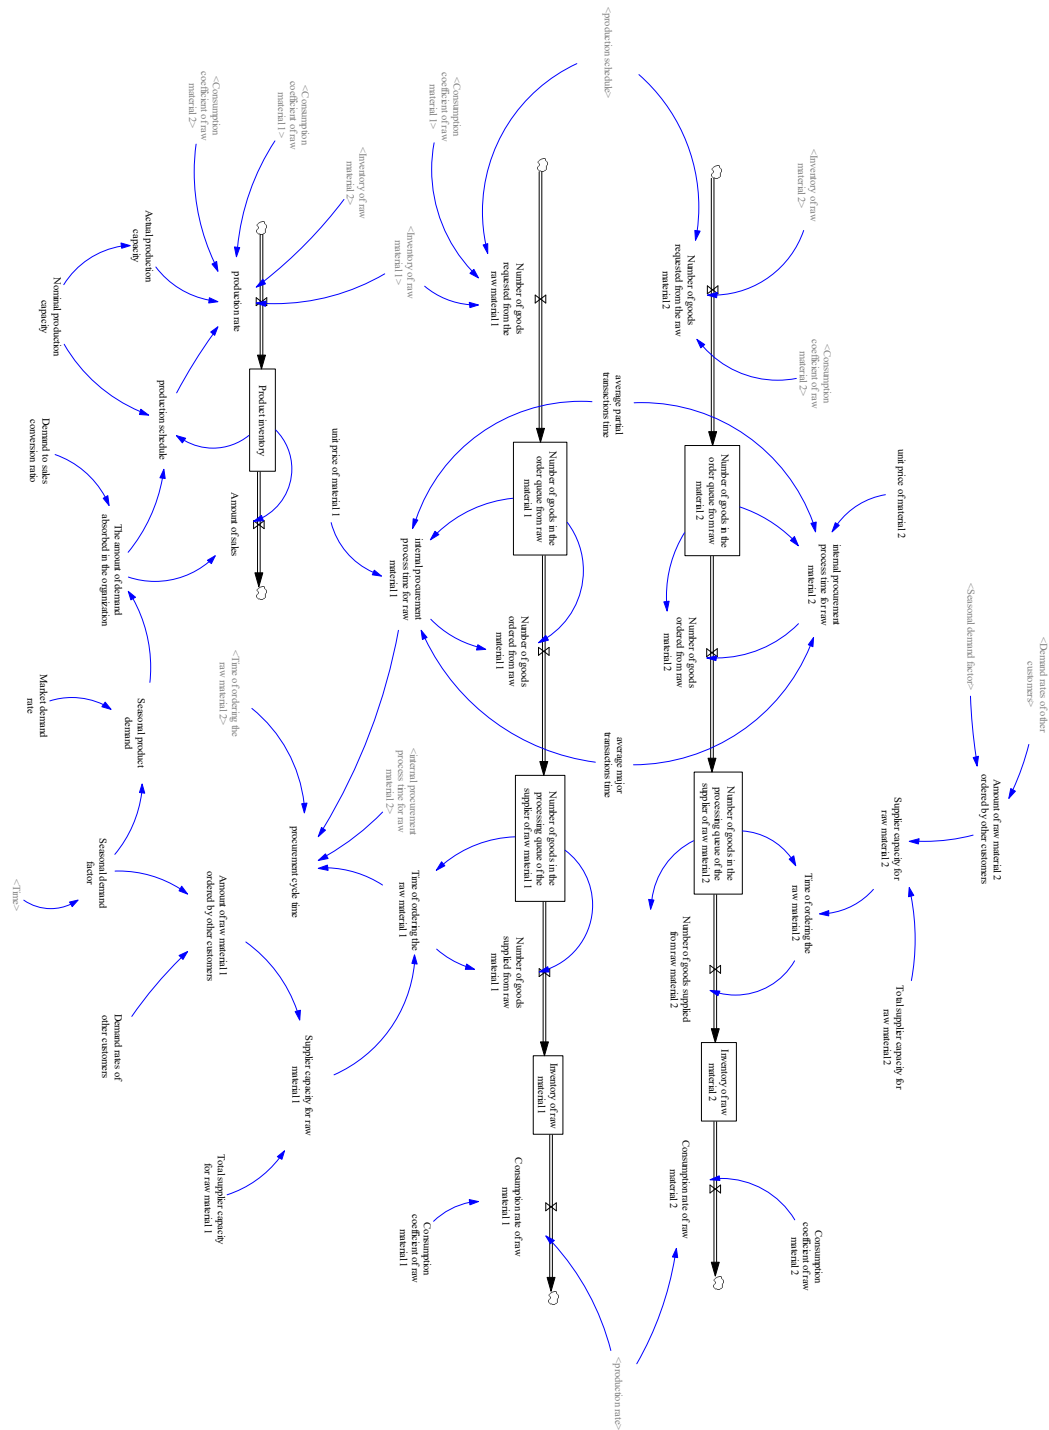 <Demand rates of other
customers>
<Seasonal demand factor>
Amount of raw material 2
ordered by other customers
unit price of material 2
Supplier capacity for
raw material 2
Total supplier capacity for
raw material 2
<Inventory of raw
material 2>
<Consumption
coefficient of raw
material 2>
internal procurement
process time for raw
material 2
Time of ordering the
raw material 2
Consumption
coefficient of raw
material 2
Number of goods
requested from the raw
material 2
Number of goods in the
order queue from raw
material 2
Number of goods
ordered from raw
material 2
Number of goods in the
processing queue of the
supplier of raw material 2
Number of goods supplied
from raw material 2
Inventory of raw
material 2
Consumption rate of raw
material 2
<production schedule>
average partial
transactions time
average major
transactions time
<production rate>
<Consumption
coefficient of raw
material 1>
Number of goods
requested from the
raw material 1
Number of goods in the
order queue from raw
material 1
Number of goods
ordered from raw
material 1
Number of goods in the
processing queue of the
supplier of raw material 1
Number of goods
supplied from raw
material 1
Inventory of raw
material 1
Consumption rate of raw
material 1
<Inventory of raw
material 1>
internal procurement
process time for raw
material 1
<internal procurement
process time for raw
material 2>
Time of ordering the
raw material 1
Consumption
coefficient of raw
material 1
<Inventory of raw
material 2>
unit price of material 1
<Consumption
coefficient of raw
material 1>
procurement cycle time
Supplier capacity for raw
material 1
<Consumption
coefficient of raw
material 2>
production rate
Product inventory
Amount of sales
<Time of ordering the
raw material 2>
Amount of raw material 1
ordered by other customers
Total supplier capacity
for raw material 1
Actual production
capacity
production schedule
The amount of demand
absorbed in the organization
Seasonal product
demand
Seasonal demand
factor
Demand rates of
other customers
Nominal production
capacity
Demand to sales
conversion ratio
Market demand
rate
<Time>